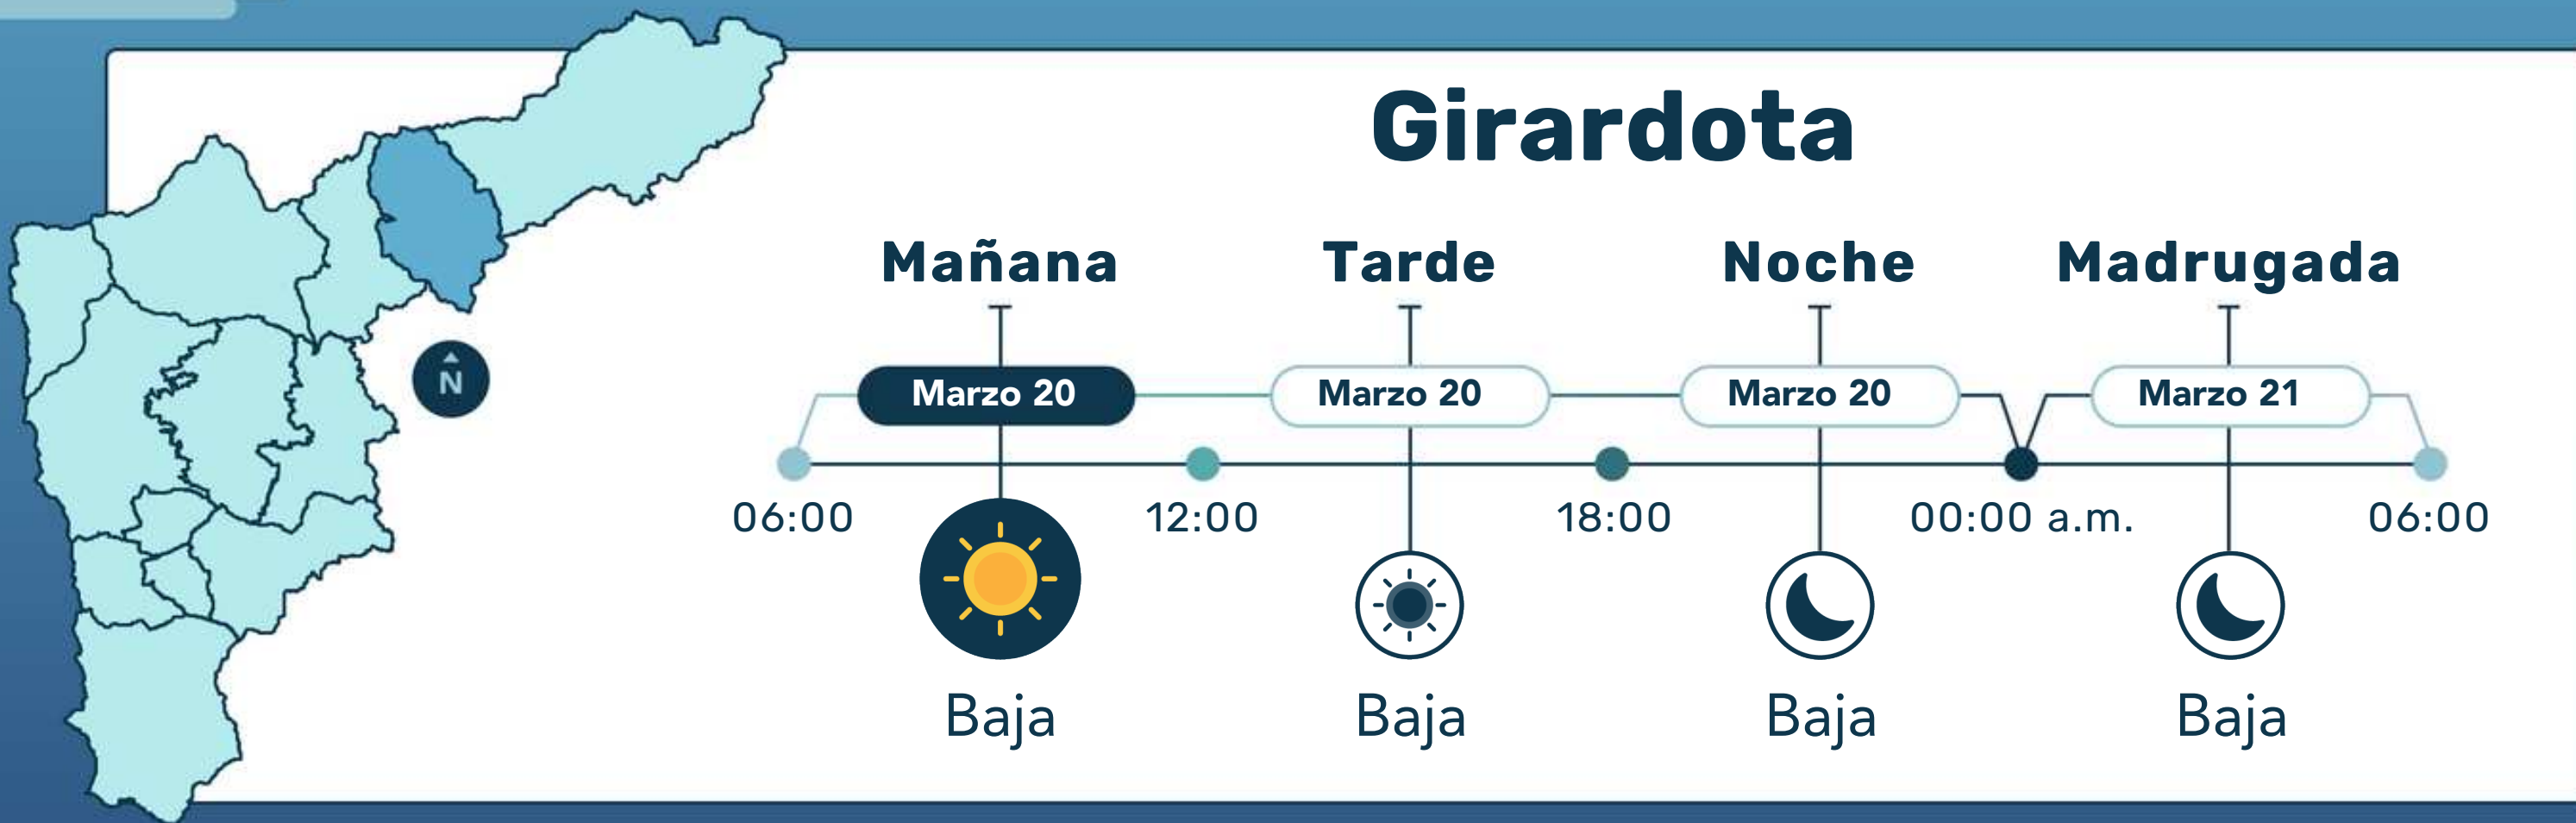 Girardota
Mañana Tarde Noche Madrugada
Marzo 20 Marzo 20 Marzo 20 Marzo 21
N
06:00 12:00 18:00 00:00 a.m. 06:00
Baja Baja Baja Baja